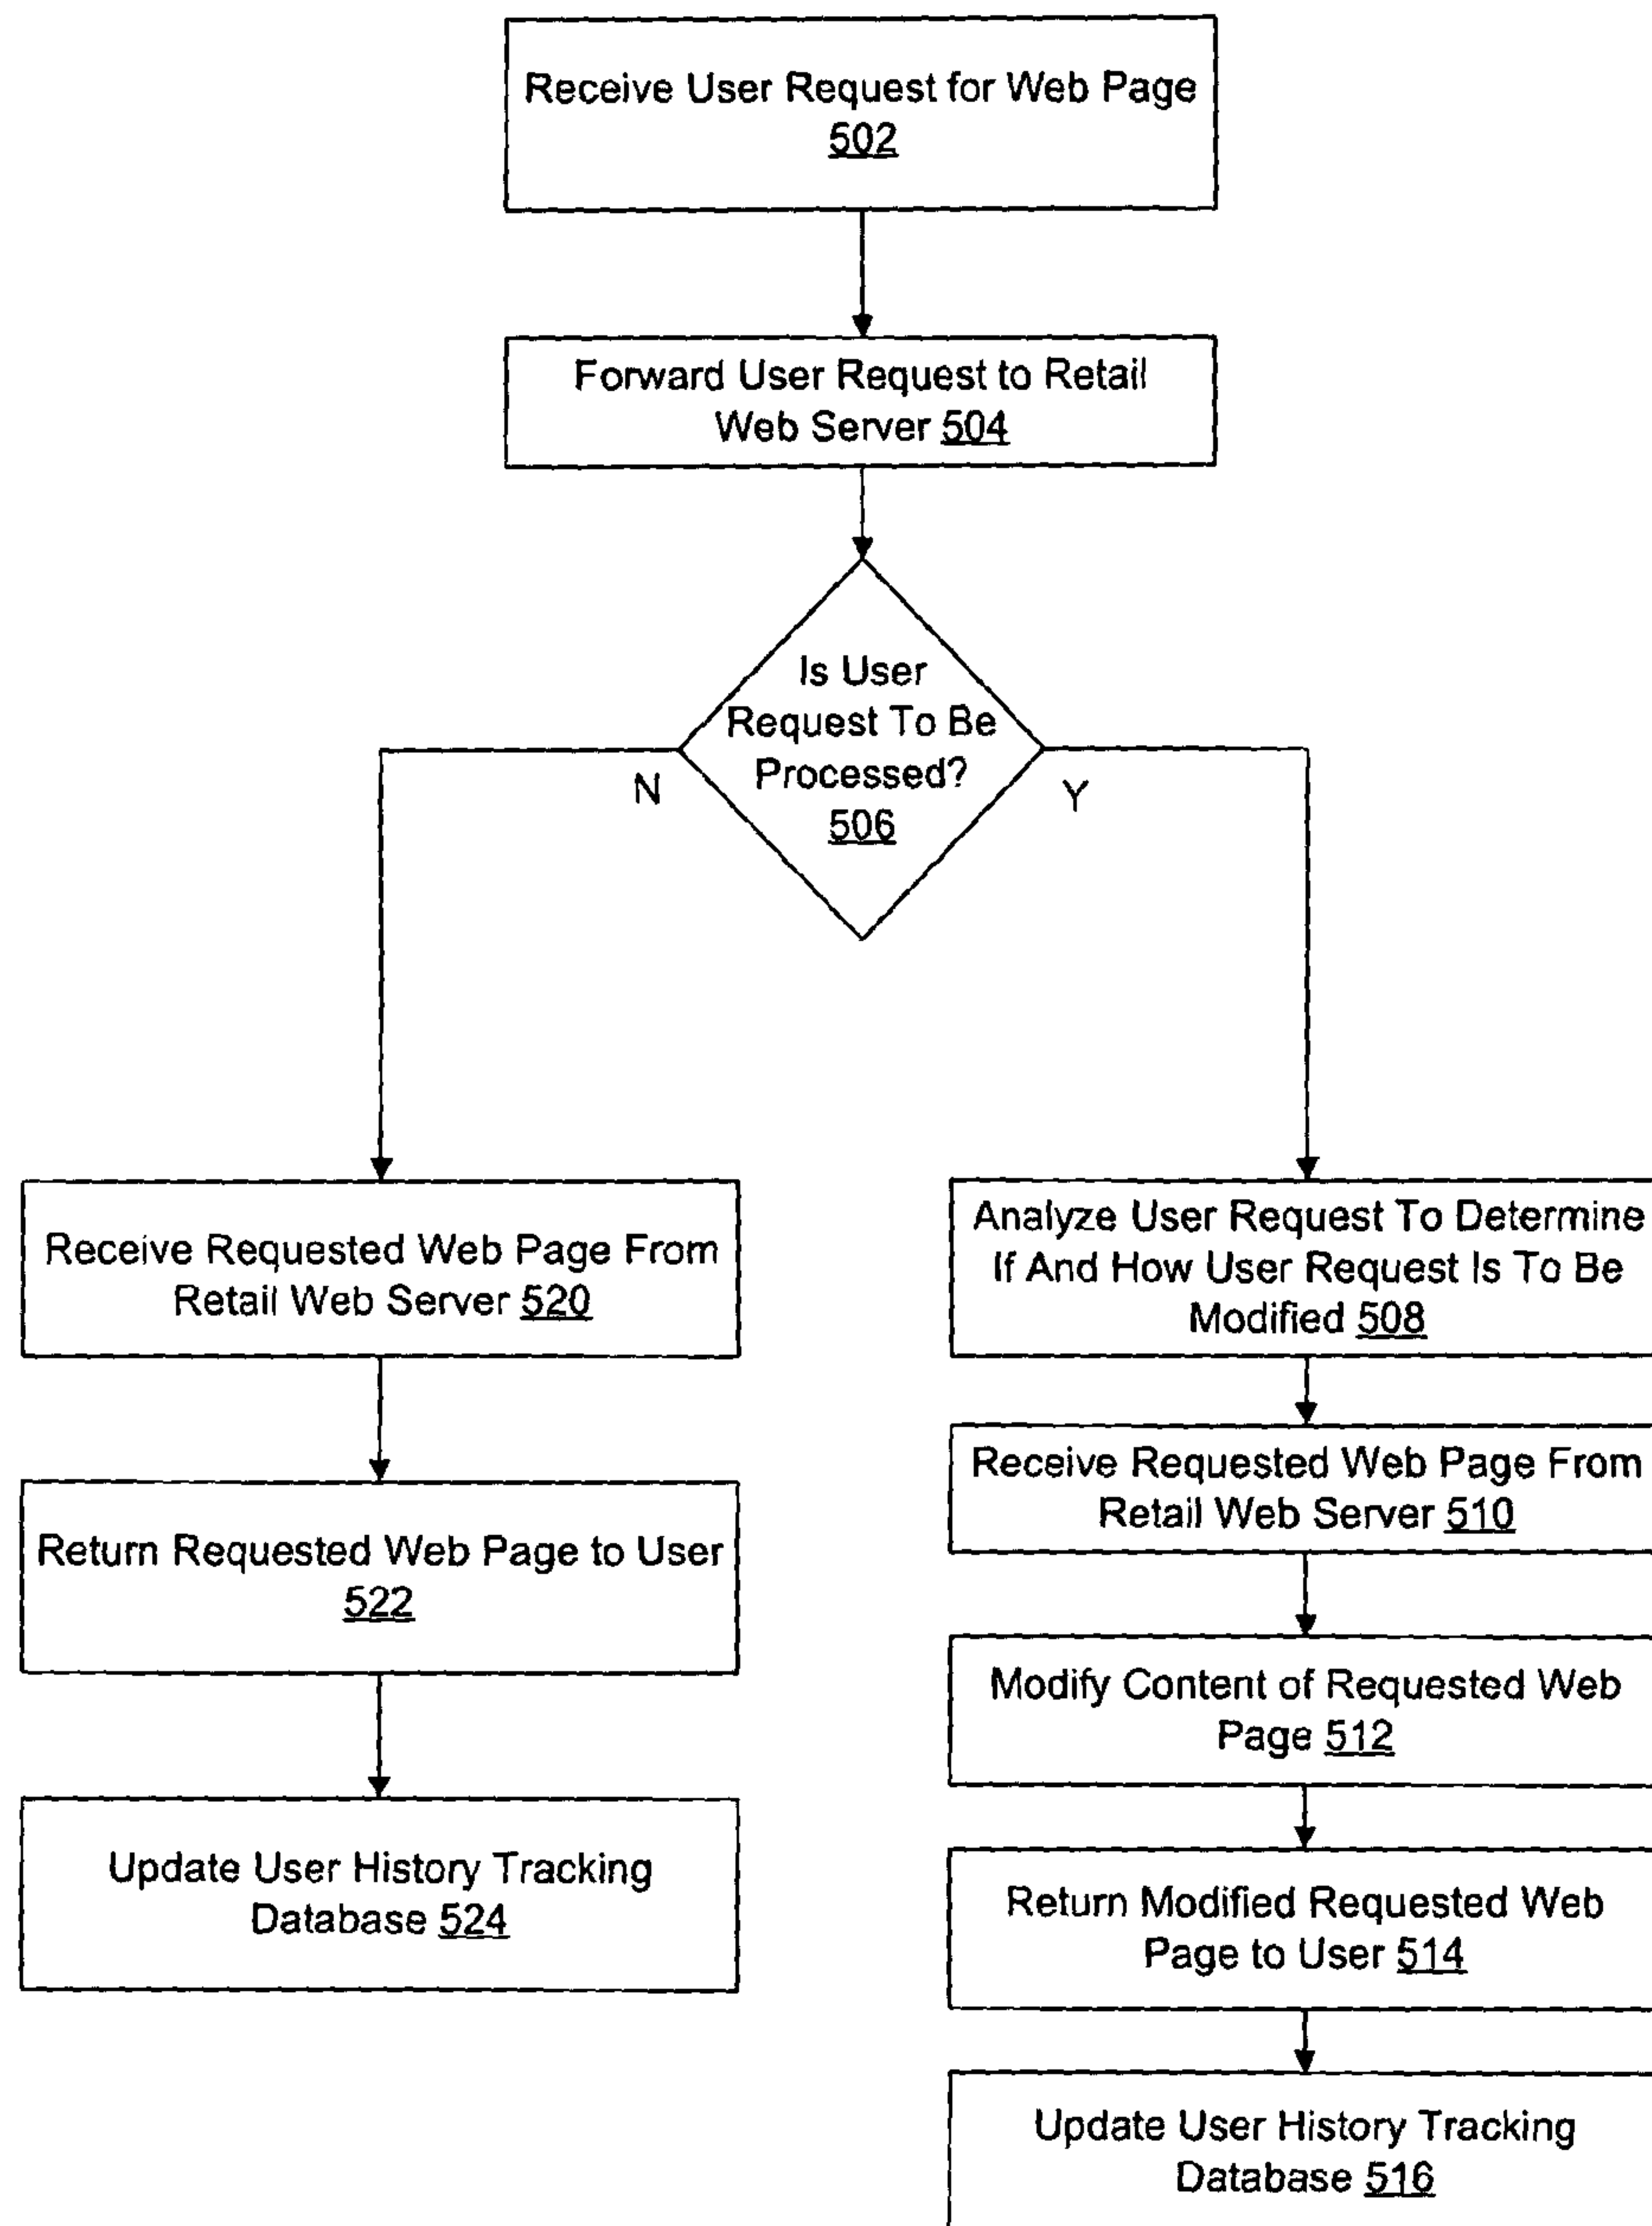 Receive User Request for Web Page
502
Forward User Request to Retail
Web Server 504
Is User
Request To Be
Processed?
506
N
Y
Receive Requested Web Page From
Retail Web Server 520
Return Requested Web Page to User
522
Update User History Tracking
Database 524
Analyze User Request To Determine
If And How User Request Is To Be
Modified 508
Receive Requested Web Page From
Retail Web Server 510
Modify Content of Requested Web
Page 512
Return Modified Requested Web
Page to User 514
Update User History Tracking
Database 516